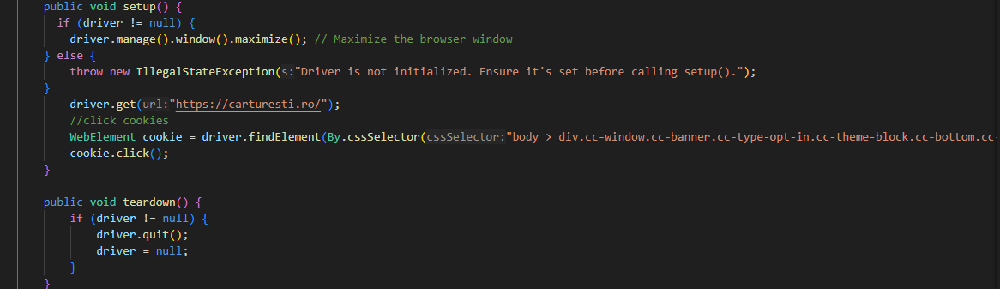 public void setup() {
if (driver != null) {
driver.manage().window().maximize(); // Maximize the browser window
} else {
throw new IllegalStateException(s:"Driver is not initialized. Ensure it's set before calling setup().");
}
driver.get(url:"https://carturesti.ro/");
//click cookies
WebElement cookie = driver.findElement(By.cssSelector(cssSelector:"body > div.cc-window.cc-banner.cc-type-opt-in.cc-theme-block.cc-bottom.cc-
cookie.click();
}
public void teardown() {
if (driver != null) {
driver.quit();
driver = null;
}
}